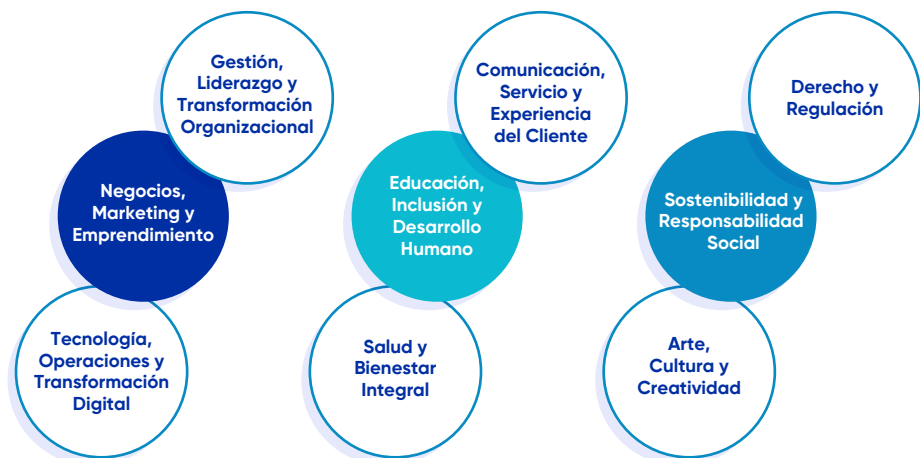 Gestión,
Liderazgo y
Transformación
Organizacional
Comunicación,
Servicio y
Experiencia
del Cliente
Derecho y
Regulación
Negocios,
Marketing y
Emprendimiento
Educación,
Inclusión y
Desarrollo
Humano
Sostenibilidad y
Responsabilidad
Social
Tecnología,
Operaciones y
Transformación
Digital
Salud y
Bienestar
Integral
Arte,
Cultura y
Creatividad